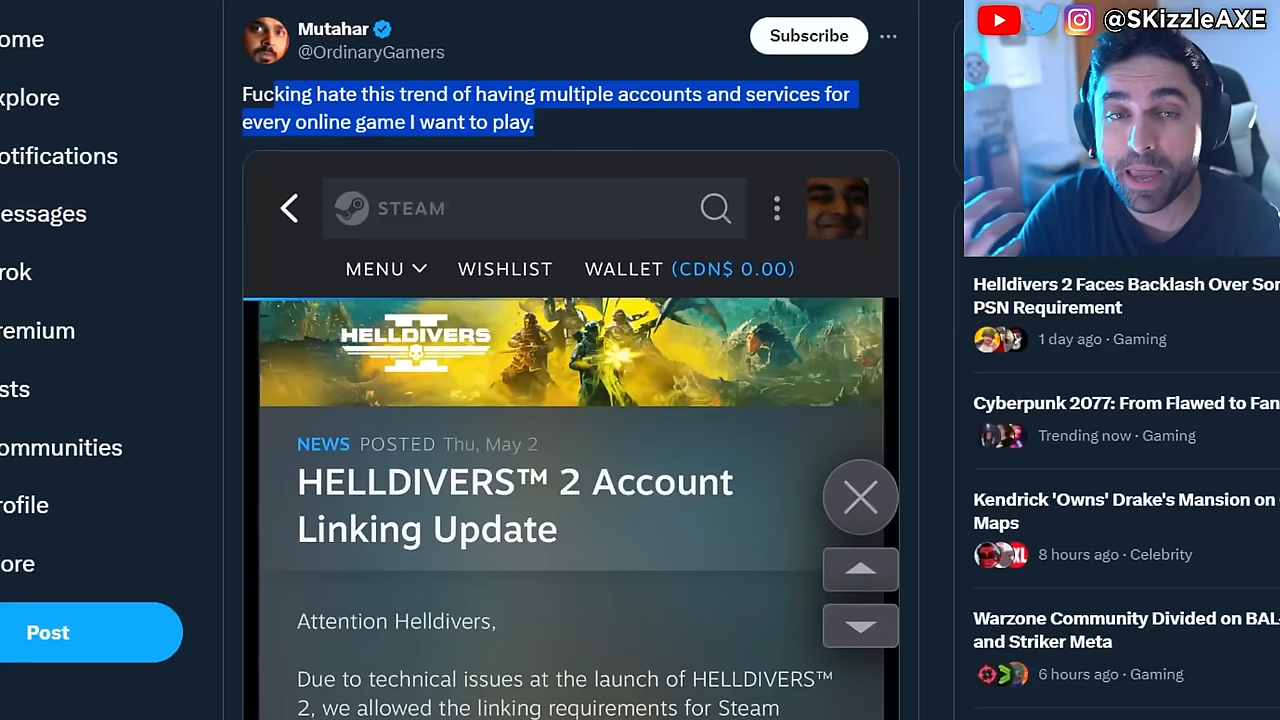 ome
xplore
otifications
essages
rok
remium
sts
ommunities
rofile
ore
Post
Mutahar
@OrdinaryGamers
Subscribe
Fucking hate this trend of having multiple accounts and services for
every online game I want to play.
STEAM
MENU
WISHLIST
WALLET (CDN$ 0.00)
II
HELLDIVERS
NEWS POSTED Thu, May 2
HELLDIVERS™ 2 Account
Linking Update
Attention Helldivers,
Due to technical issues at the launch of HELLDIVERS™
2, we allowed the linking requirements for Steam
@SKizzleAXE
Helldivers 2 Faces Backlash Over Son
PSN Requirement
1 day ago · Gaming
Cyberpunk 2077: From Flawed to Fan
Trending now · Gaming
Kendrick 'Owns' Drake's Mansion on
Maps
XL
8 hours ago · Celebrity
Warzone Community Divided on BAL-
and Striker Meta
6 hours ago · Gaming